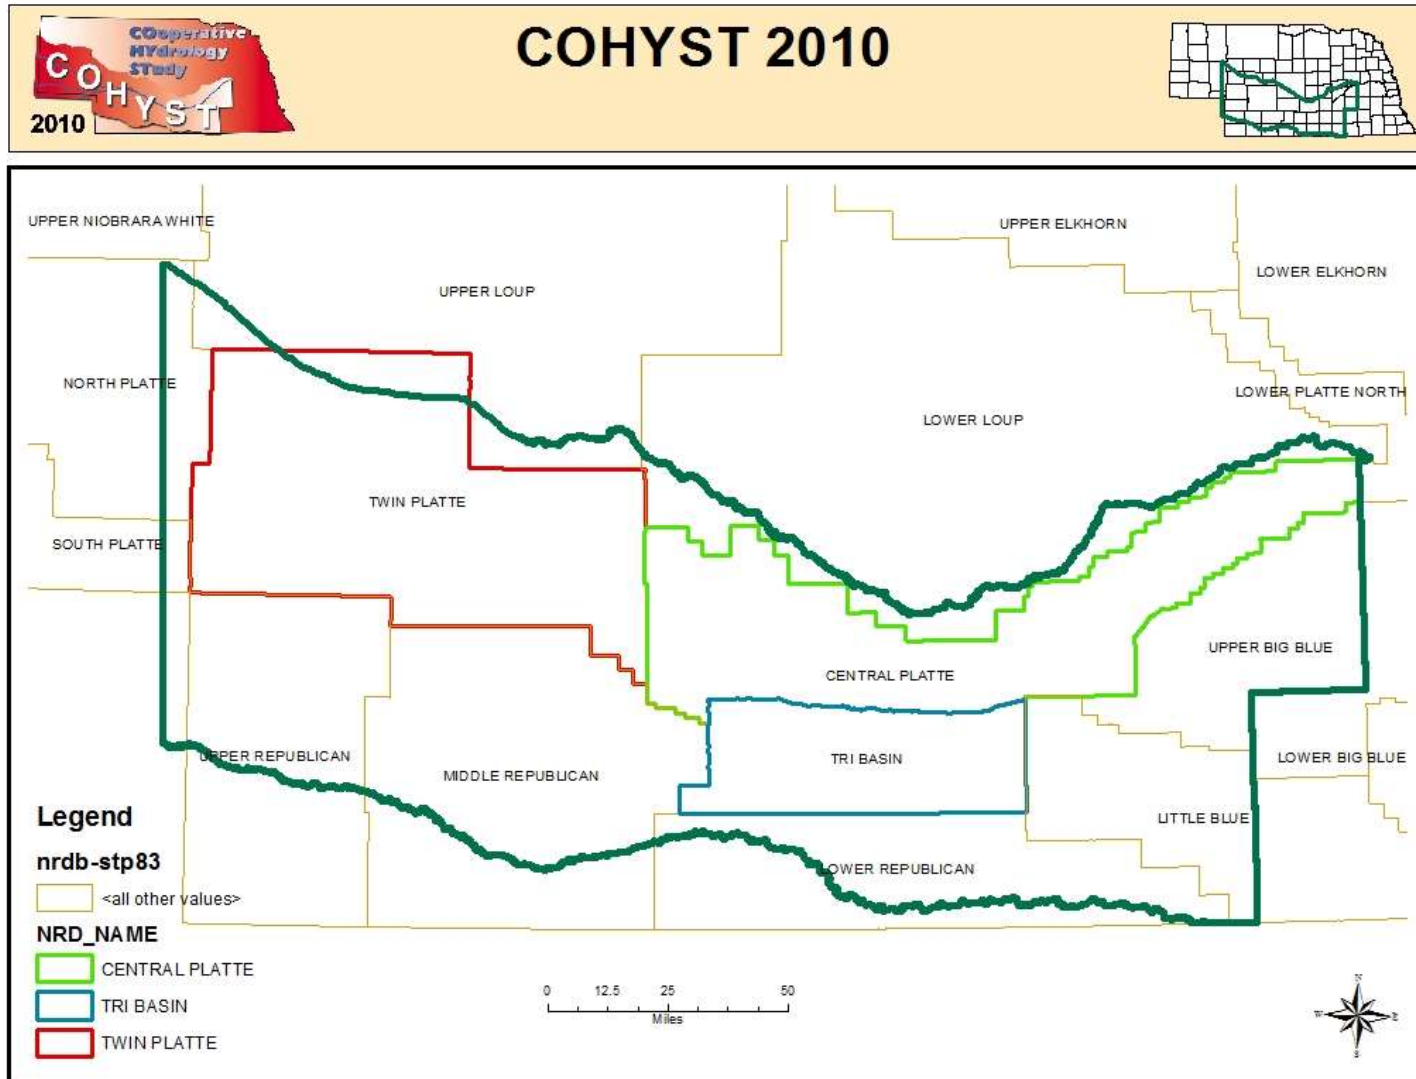 COoperative
HYdrology
STudy
COHYST
2010
COHYST 2010
UPPER NIOBRARA WHITE
UPPER ELKHORN
LOWER ELKHORN
UPPER LOUP
NORTH PLATTE
LOWER PLATTE NORTH
LOWER LOUP
TWIN PLATTE
SOUTH PLATTE
UPPER BIG BLUE
CENTRAL PLATTE
UPPER REPUBLICAN
TRI BASIN
LOWER BIG BLUE
MIDDLE REPUBLICAN
LITTLE BLUE
LOWER REPUBLICAN
Legend
nrdb-stp83
<all other values>
NRD_NAME
CENTRAL PLATTE
TRI BASIN
TWIN PLATTE
0 12.5 25 50
Miles
N
W E
S